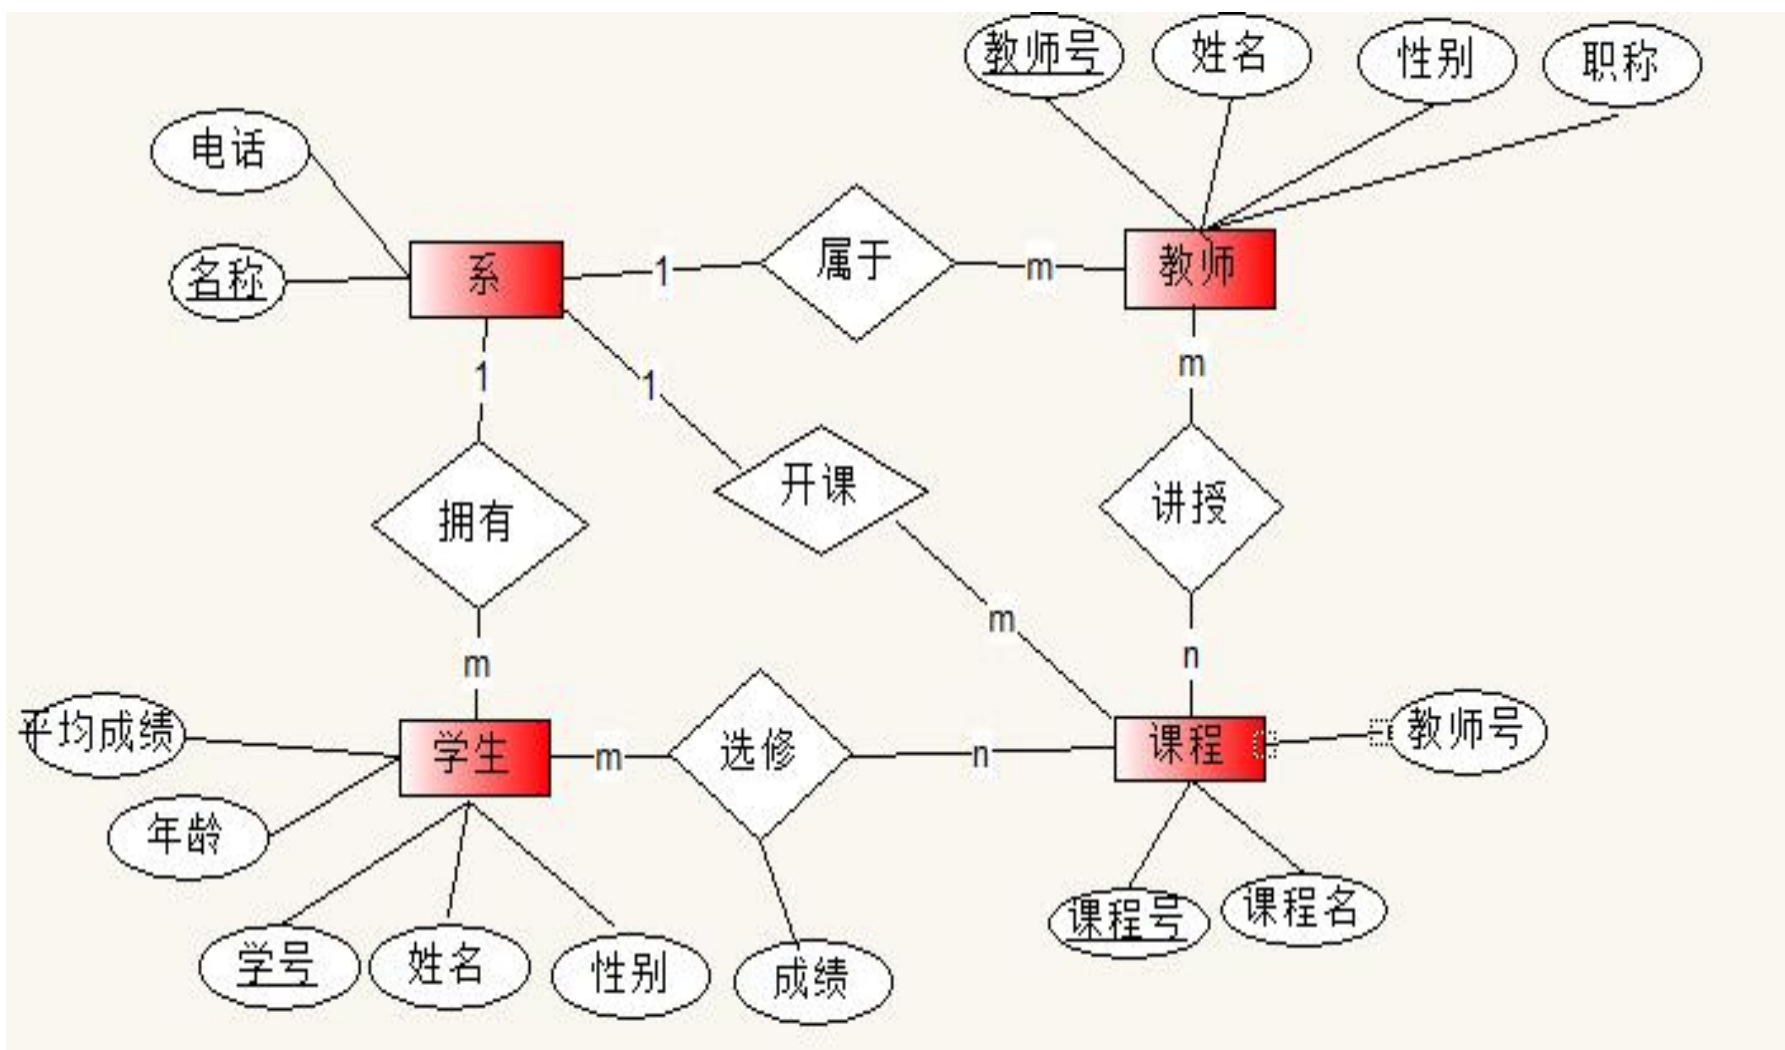 教师号
姓名
性别
职称
电话
名称
系
1
属于
m
教师
1
1
m
拥有
开课
讲授
m
m
n
平均成绩
学生
m
选修
n
课程
教师号
年龄
学号
姓名
性别
成绩
课程号
课程名